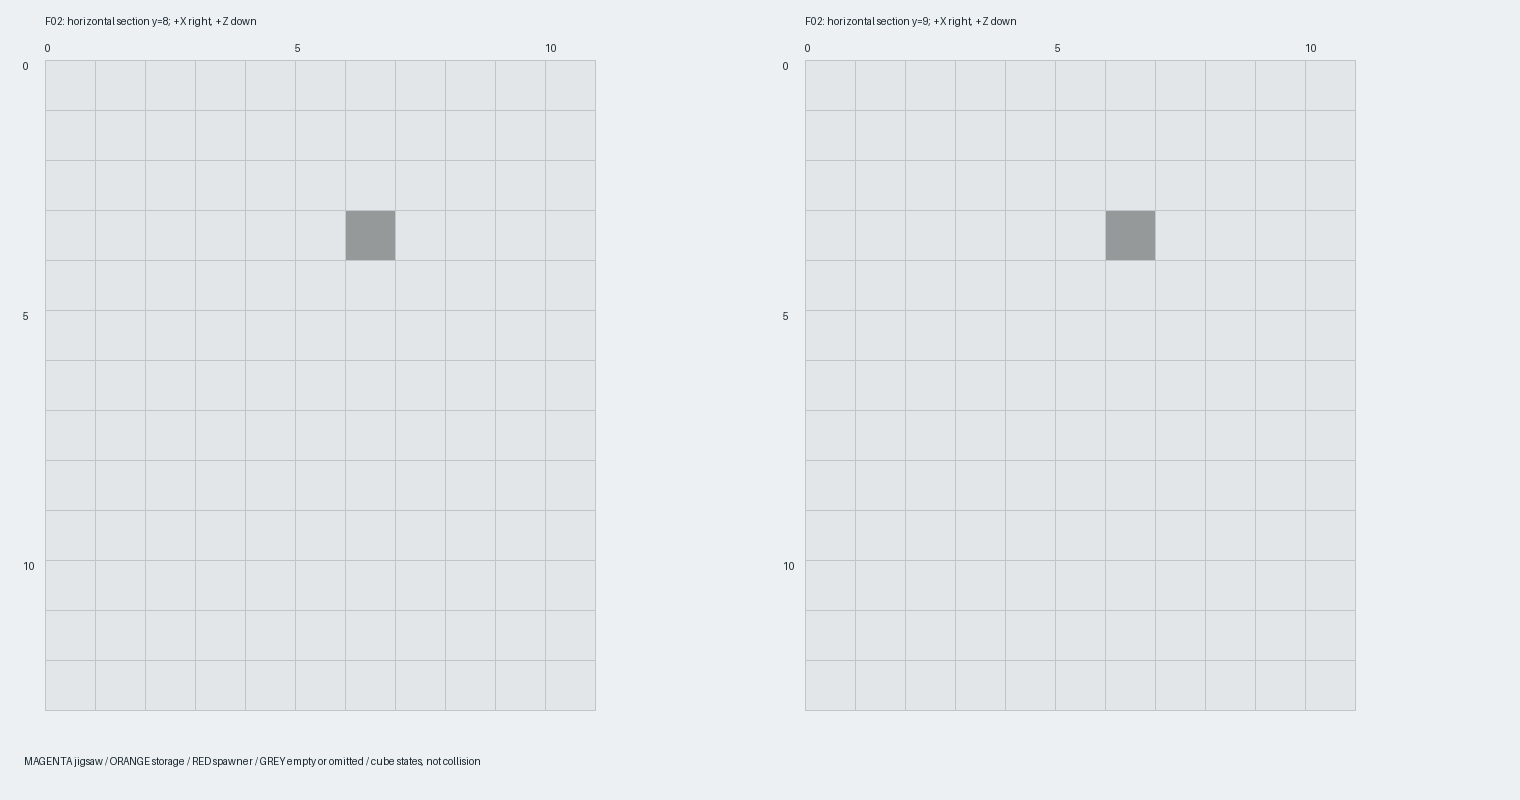 F02: horizontal section y=8; +X right, +Z down
0 5 10
0
5
10
F02: horizontal section y=9; +X right, +Z down
0 5 10
0
5
10
MAGENTA jigsaw / ORANGE storage / RED spawner / GREY empty or omitted / cube states, not collision